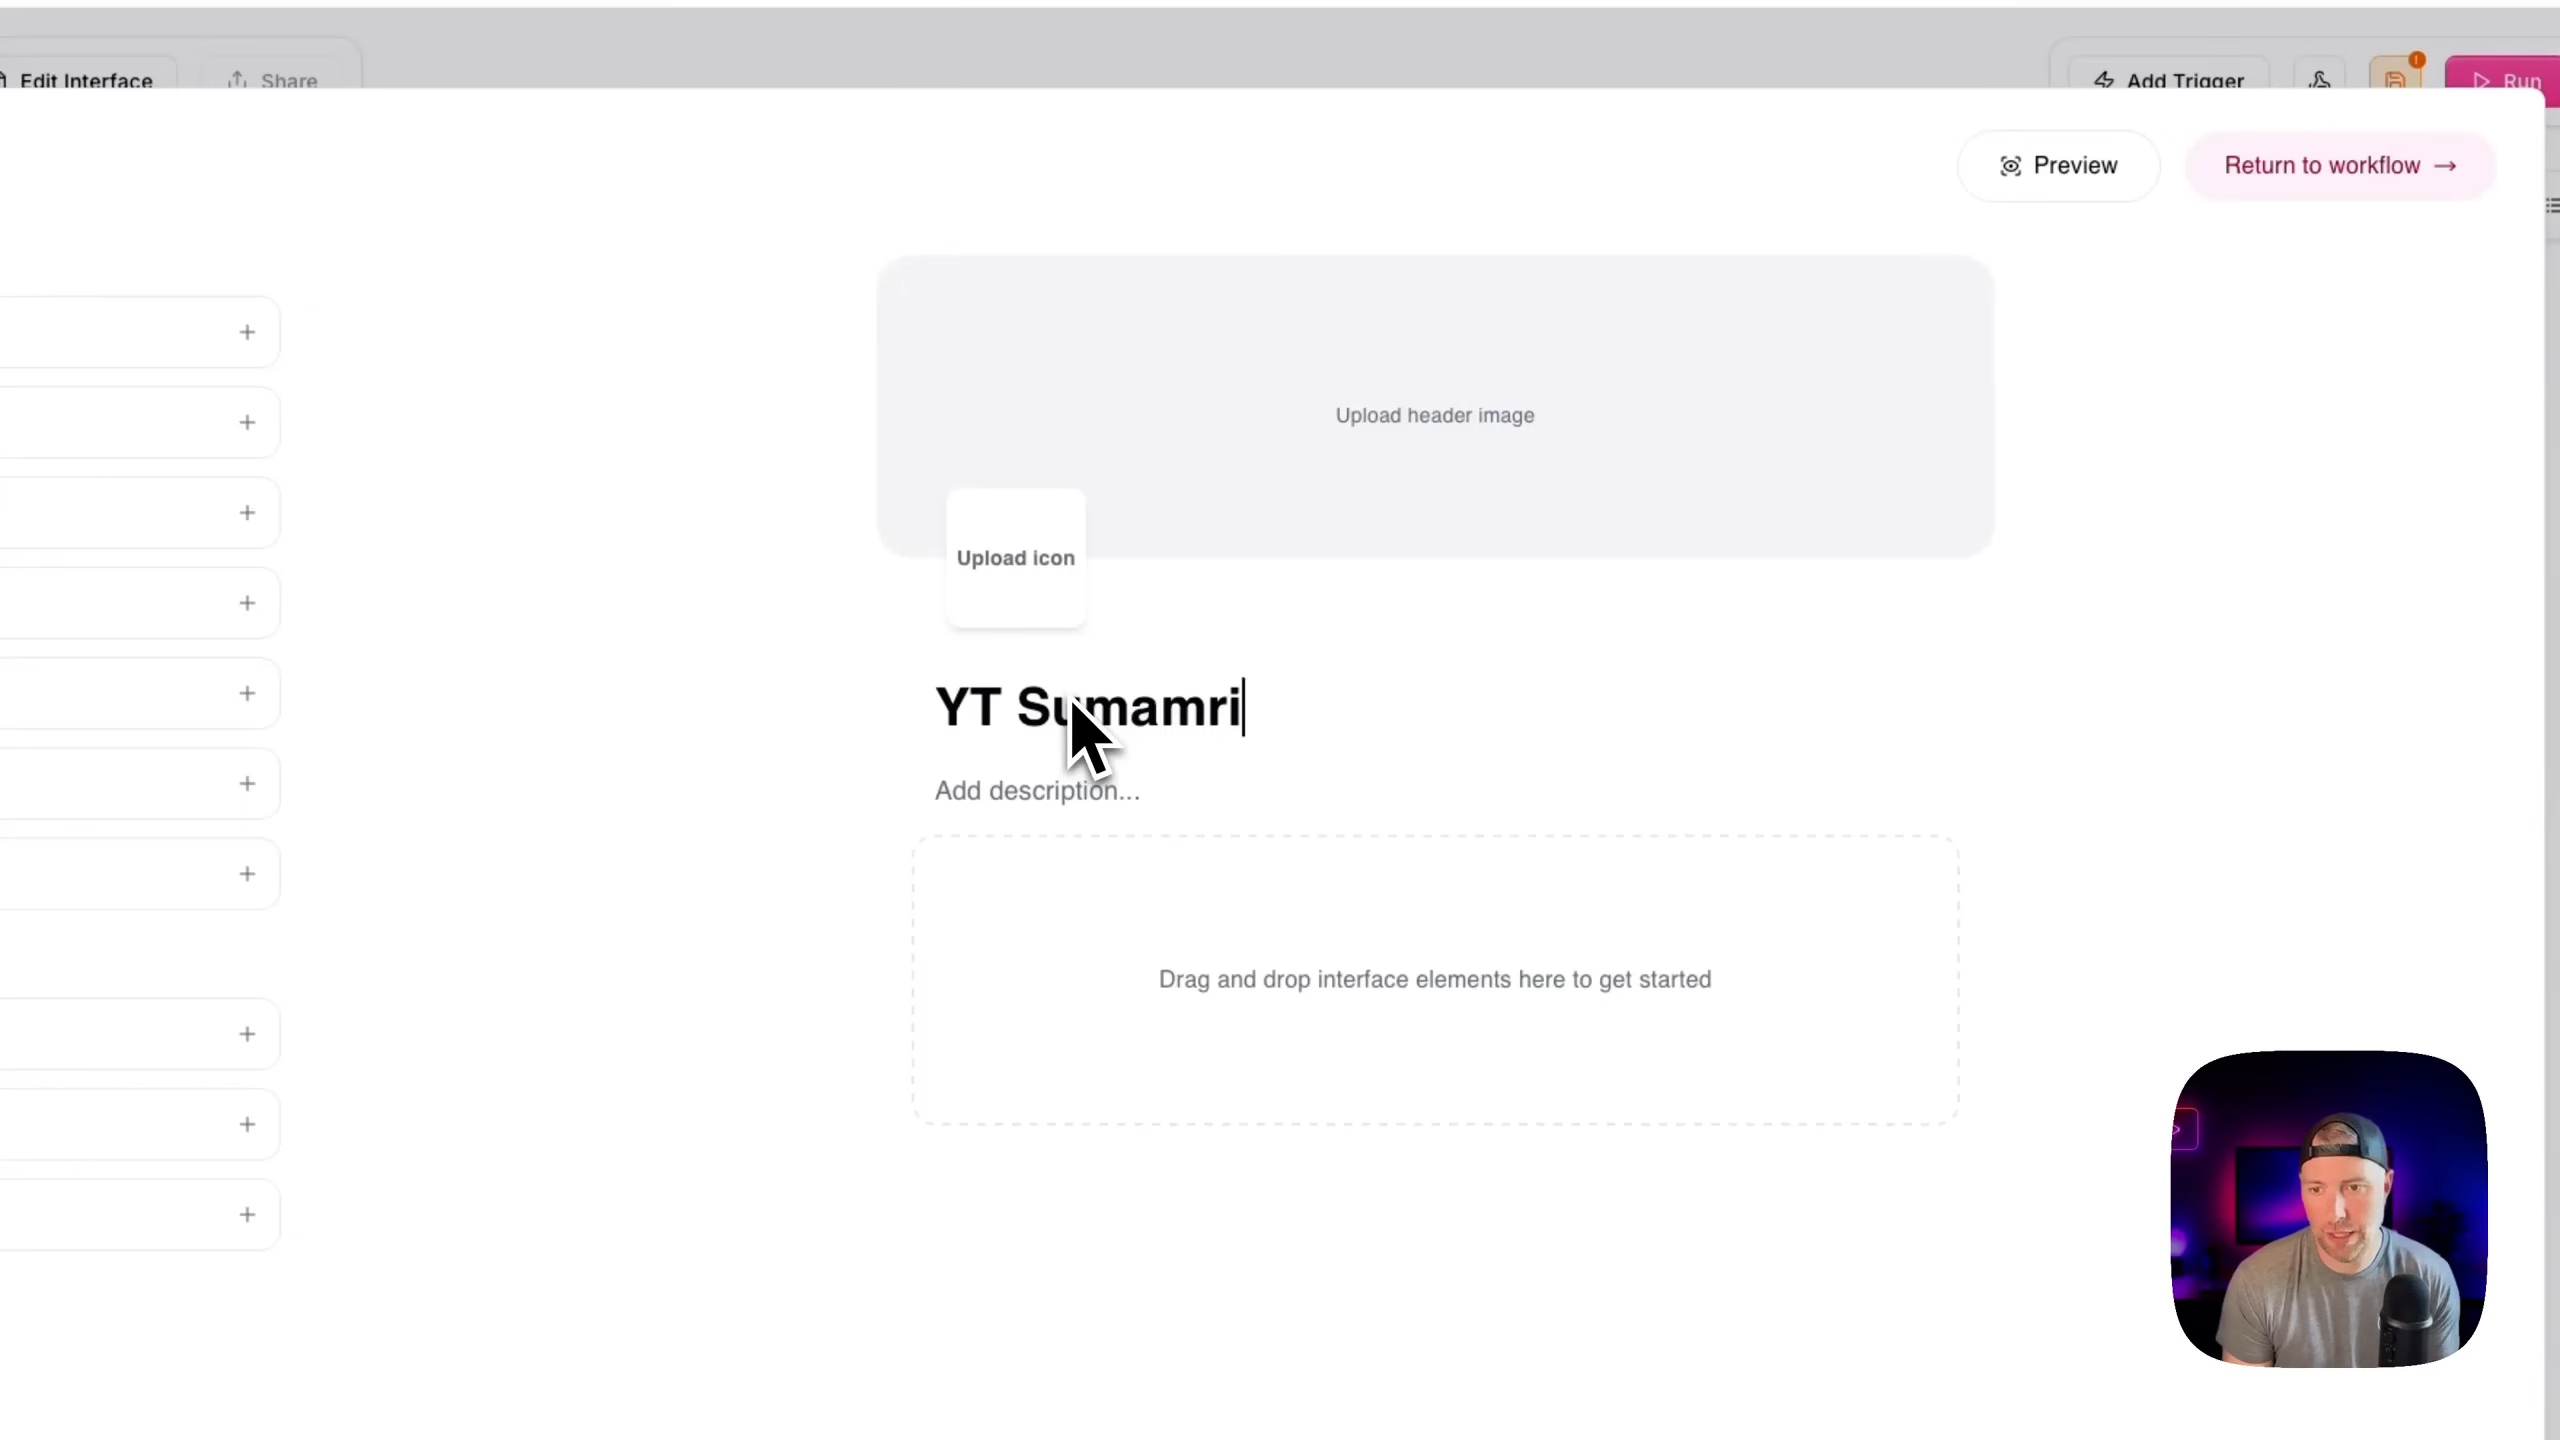 Edit Interface
Share
Add Trigger
Run
Preview
Return to workflow →
Upload header image
Upload icon
YT Sumamri
Add description...
Drag and drop interface elements here to get started